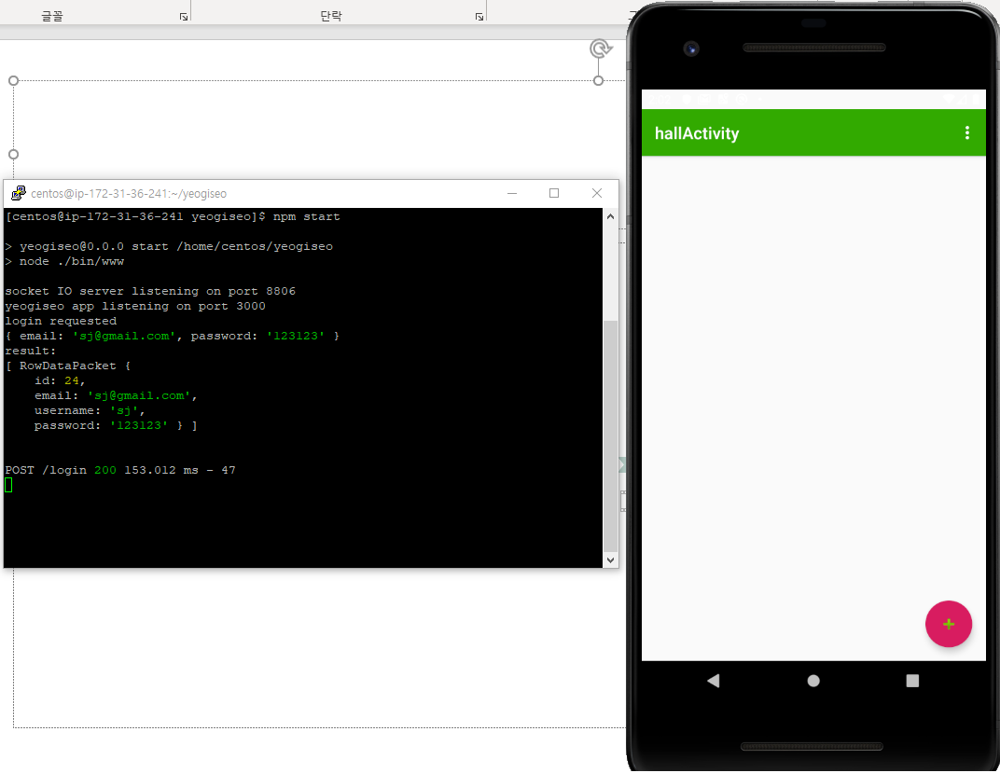 글꼴
단락
centos@ip-172-31-36-241:~/yeogiseo
[centos@ip-172-31-36-241 yeogiseo]$ npm start
> yeogiseo@0.0.0 start /home/centos/yeogiseo
> node ./bin/www
socket IO server listening on port 8806
yeogiseo app listening on port 3000
login requested
{ email: 'sj@gmail.com', password: '123123' }
result:
[ RowDataPacket {
id: 24,
email: 'sj@gmail.com',
username: 'sj',
password: '123123' } ]
POST /login 200 153.012 ms - 47
hallActivity
+